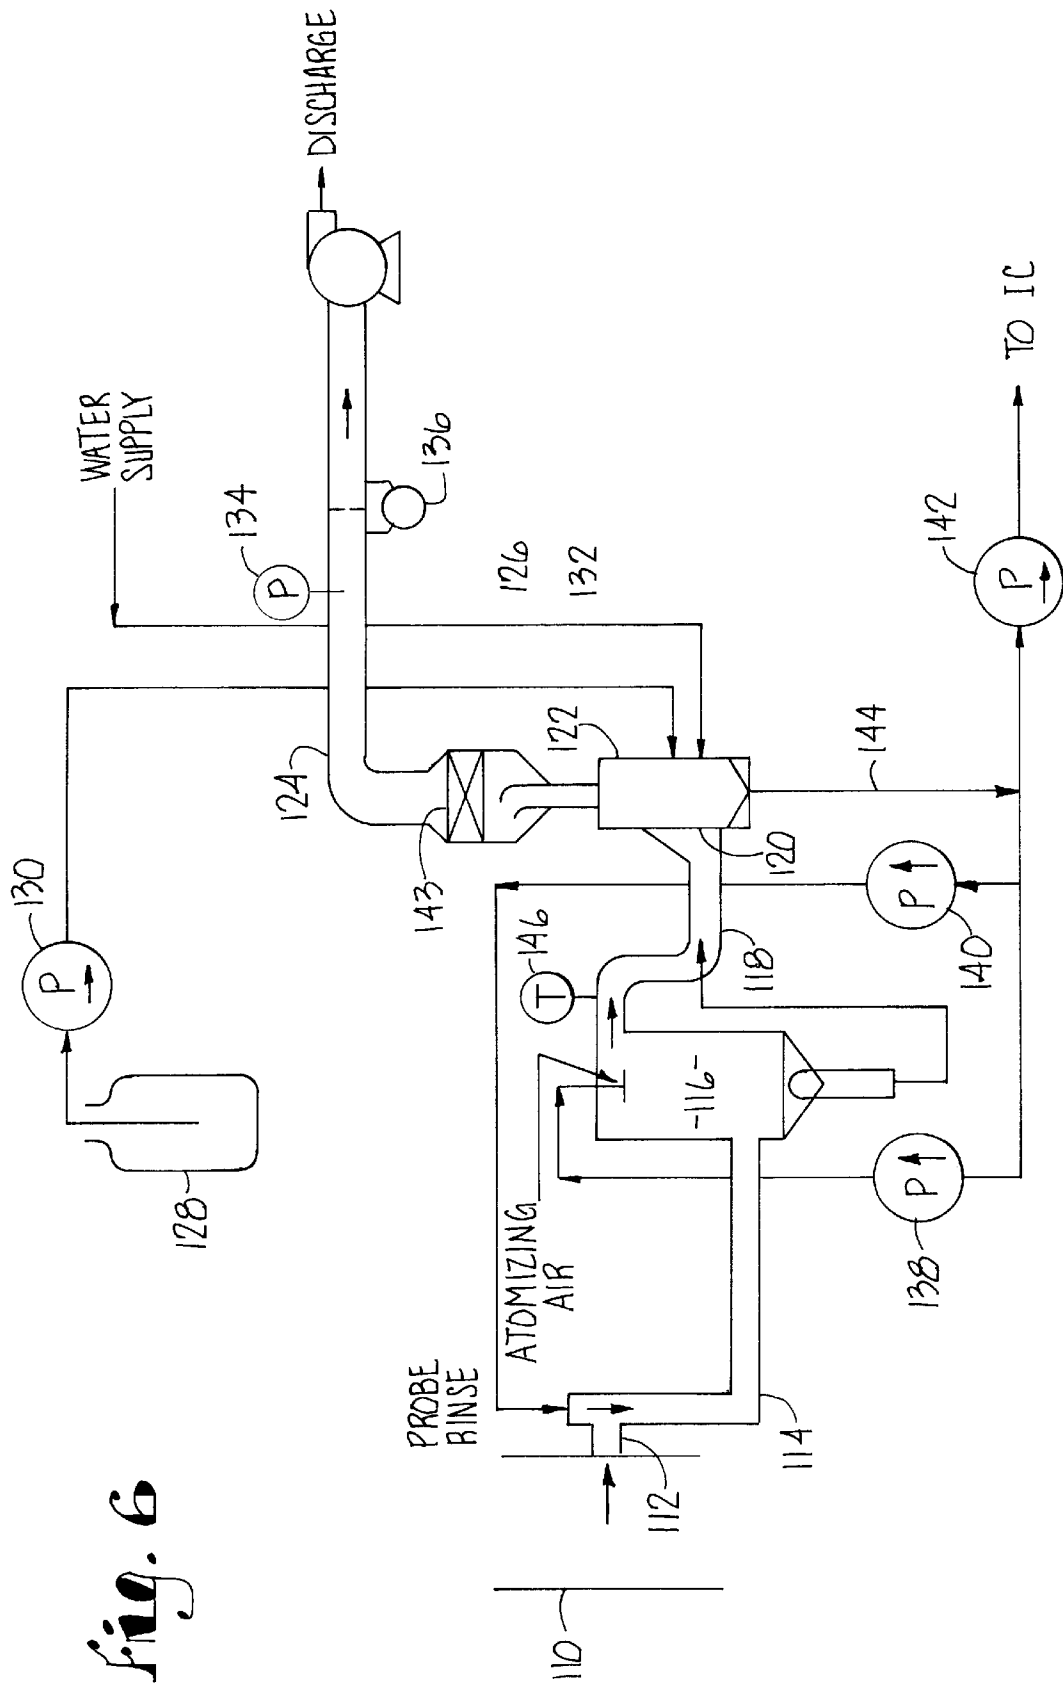 Fig. 6
DISCHARGE
WATER
SUPPLY
134
P
136
130
P
124
126
132
128
143
122
142
P
TO IC
144
120
146
T
118
140
P
-116-
ATOMIZING
AIR
138
P
PROBE
RINSE
114
112
110